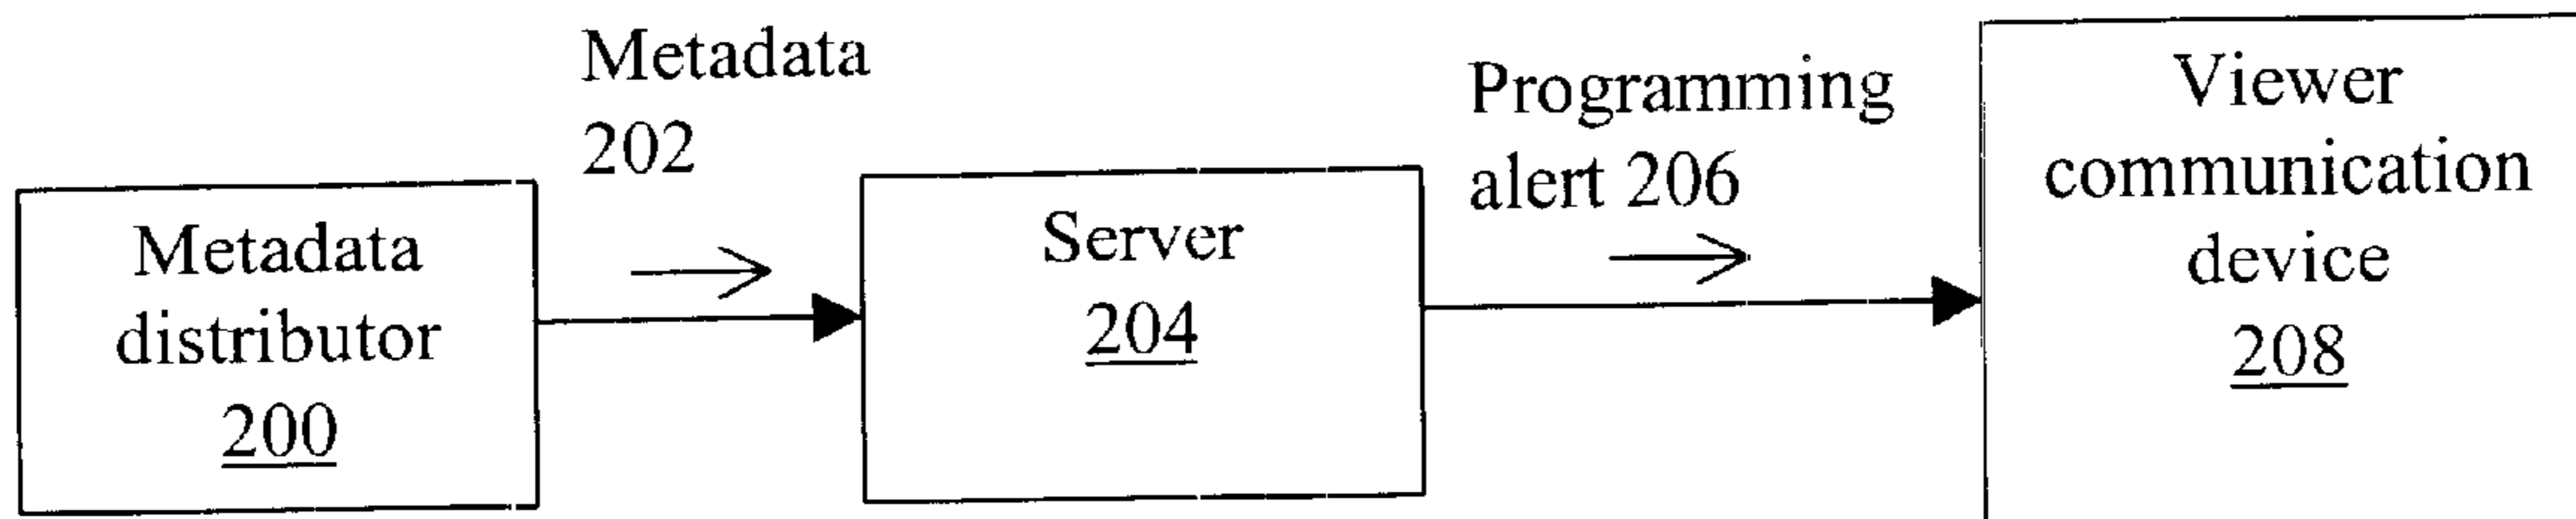 Metadata
distributor
200
Metadata
202
Server
204
Programming
alert 206
Viewer
communication
device
208